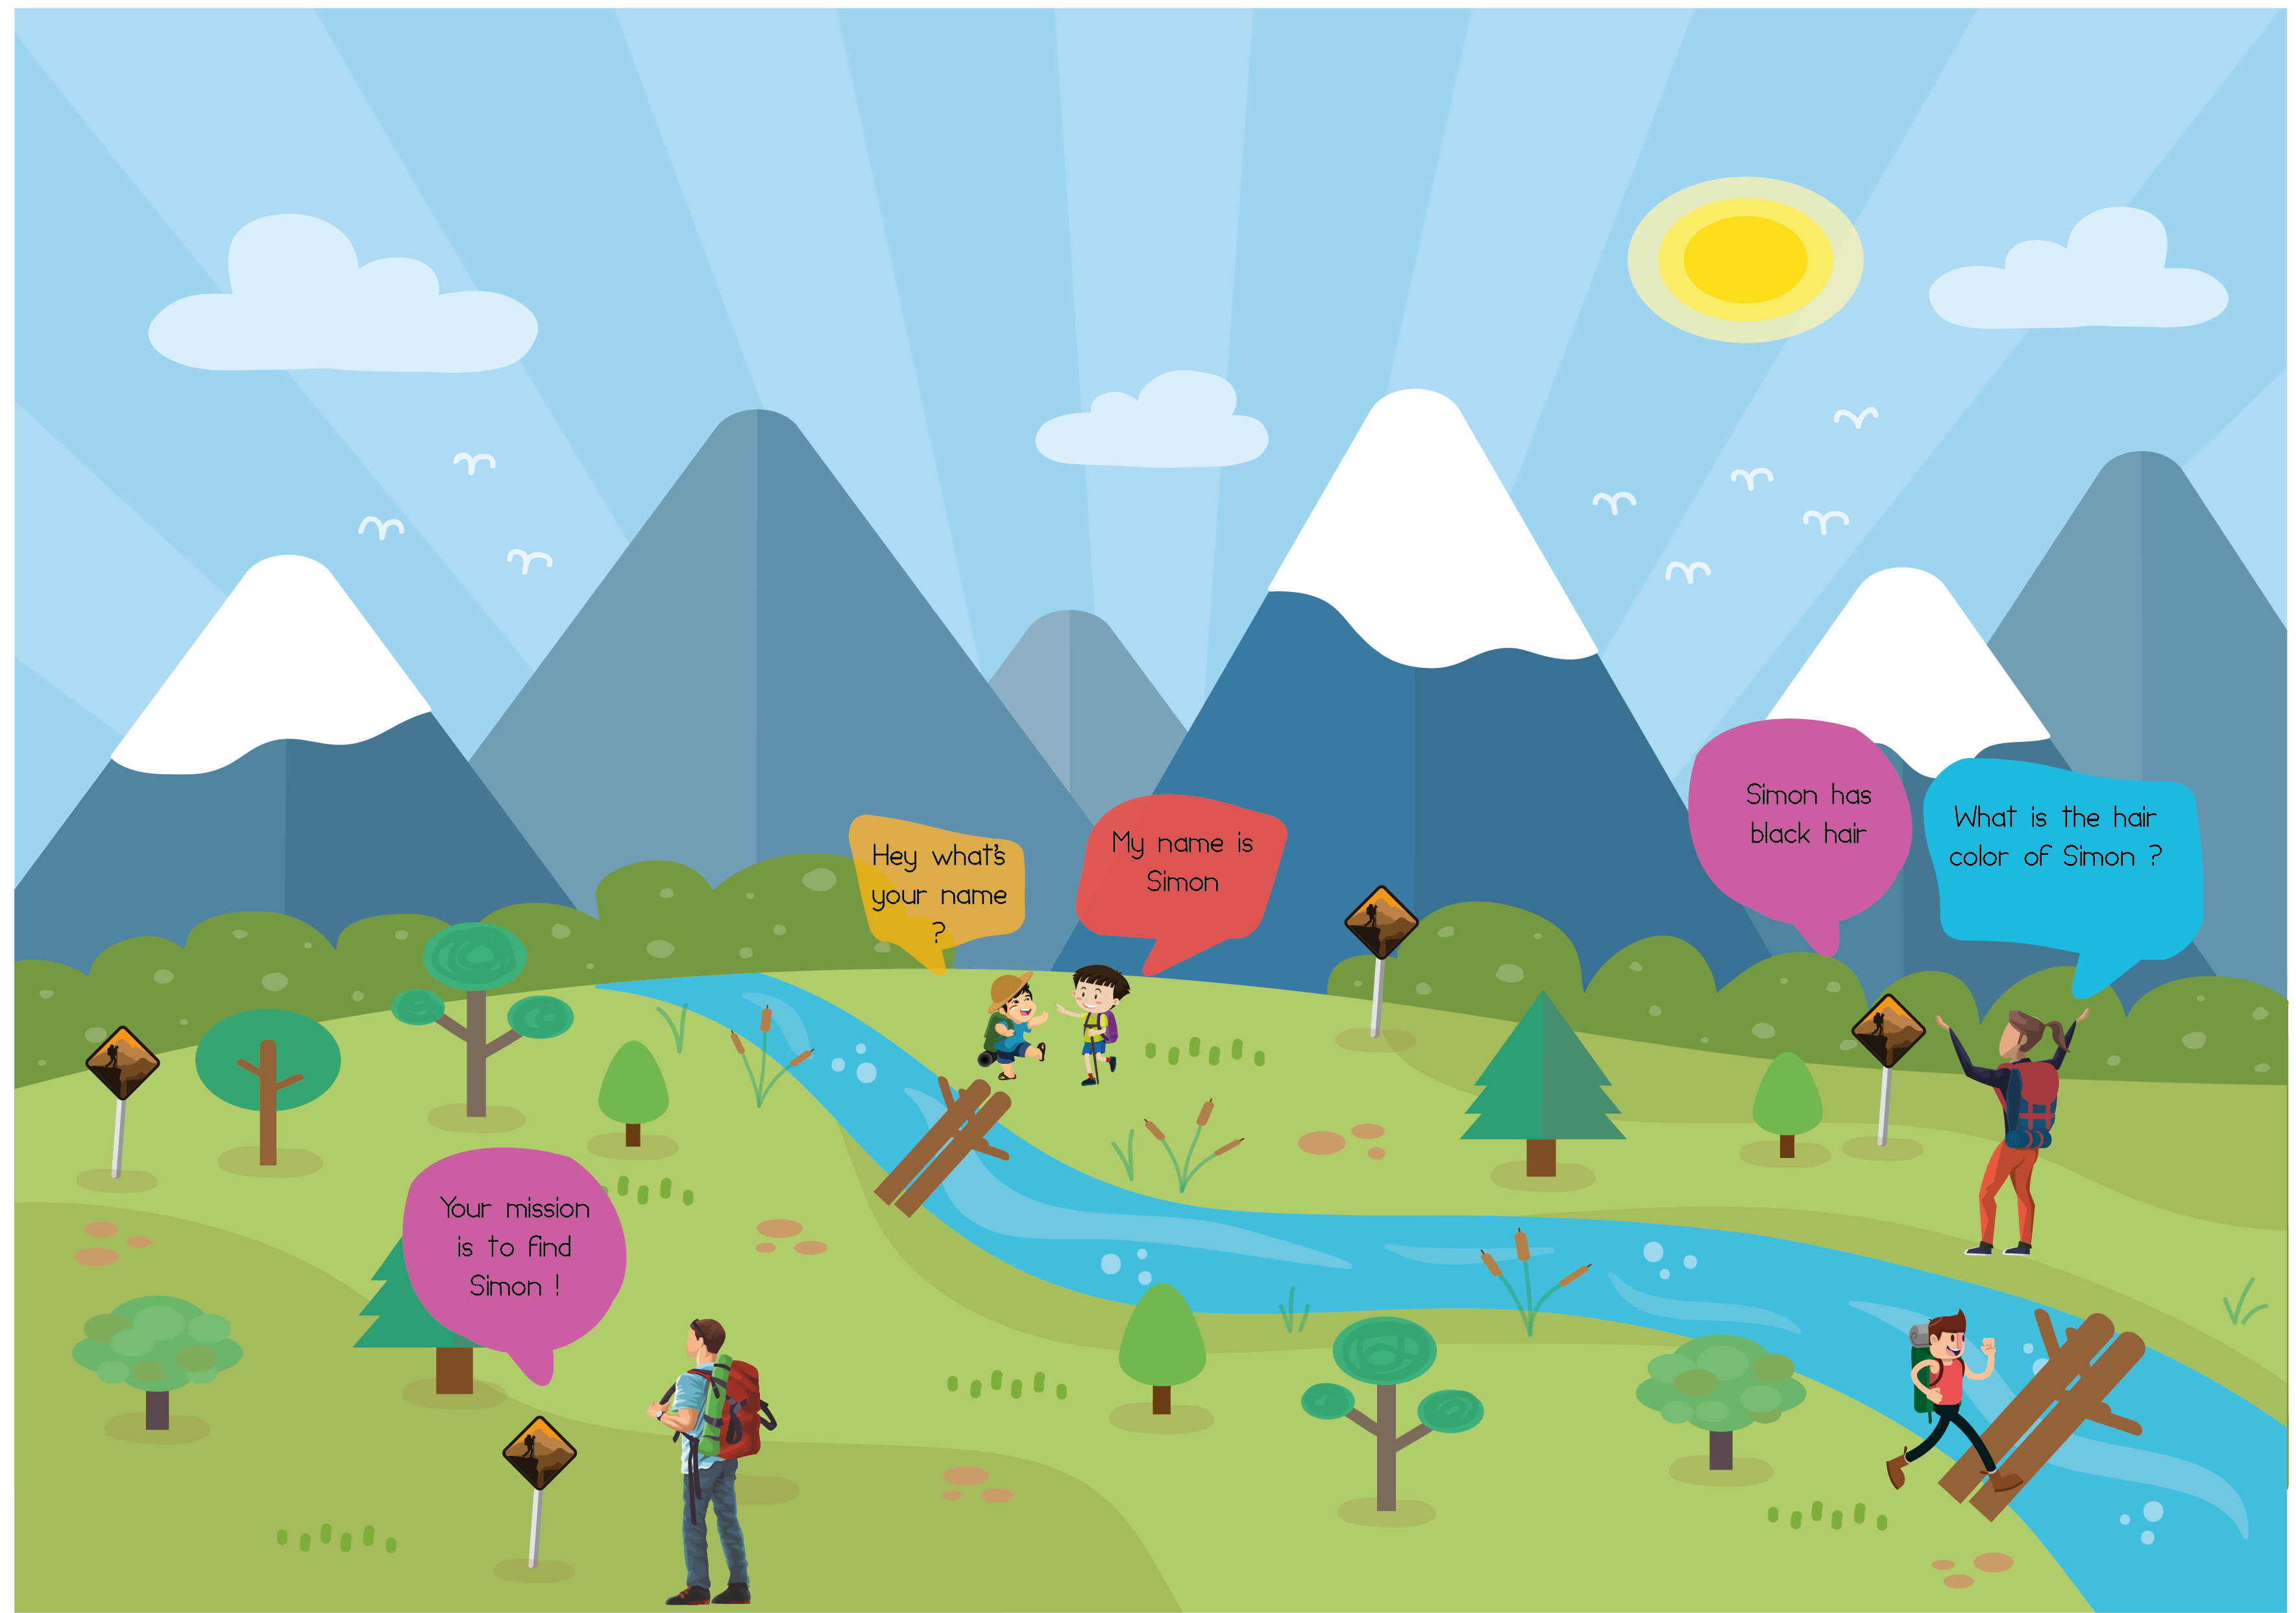 Hey what's
your name
?
My name is
Simon
Simon has
black hair
What is the hair
color of Simon ?
Your mission
is to find
Simon !